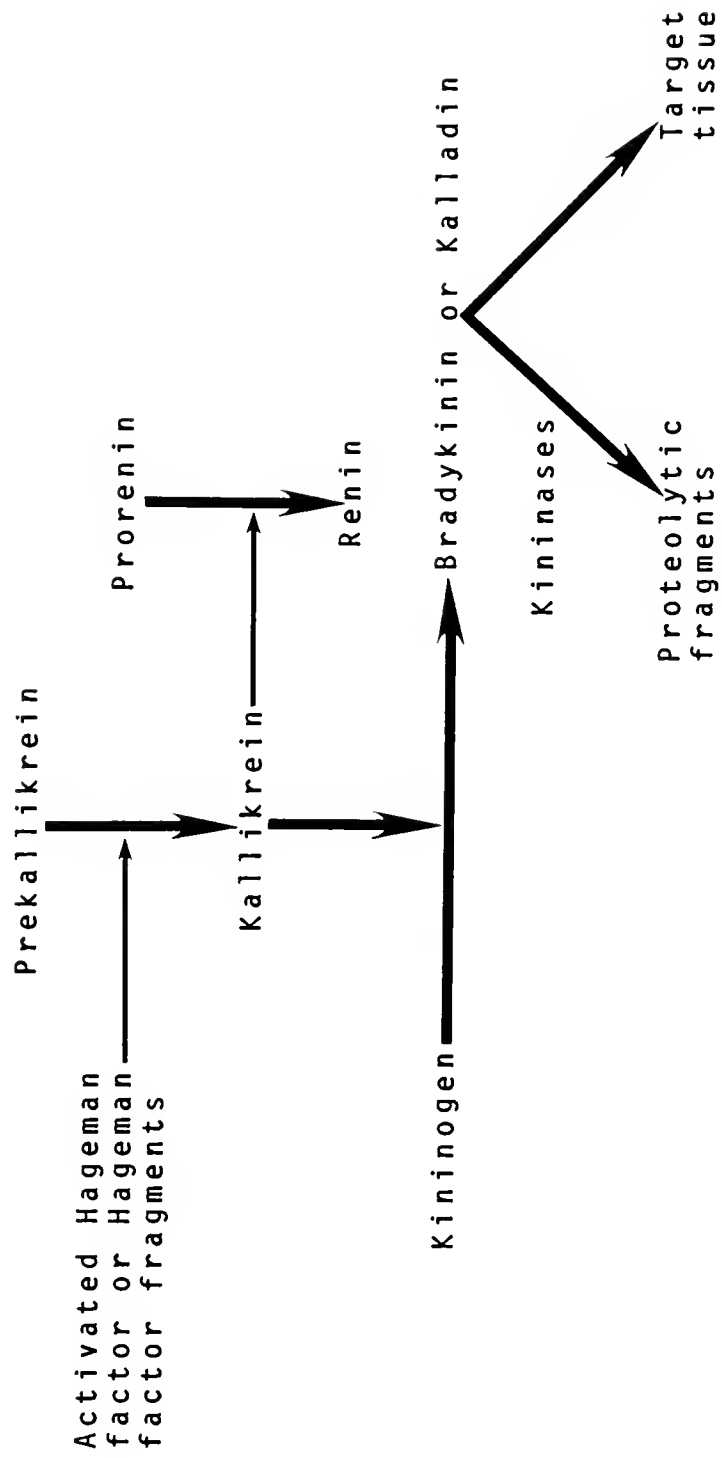 Prekallikrein
Activated Hageman
factor or Hageman
factor fragments
Prorenin
Kallikrein
Renin
Kininogen
Bradykinin or Kalladin
Kininases
Proteolytic
fragments
Target
tissue